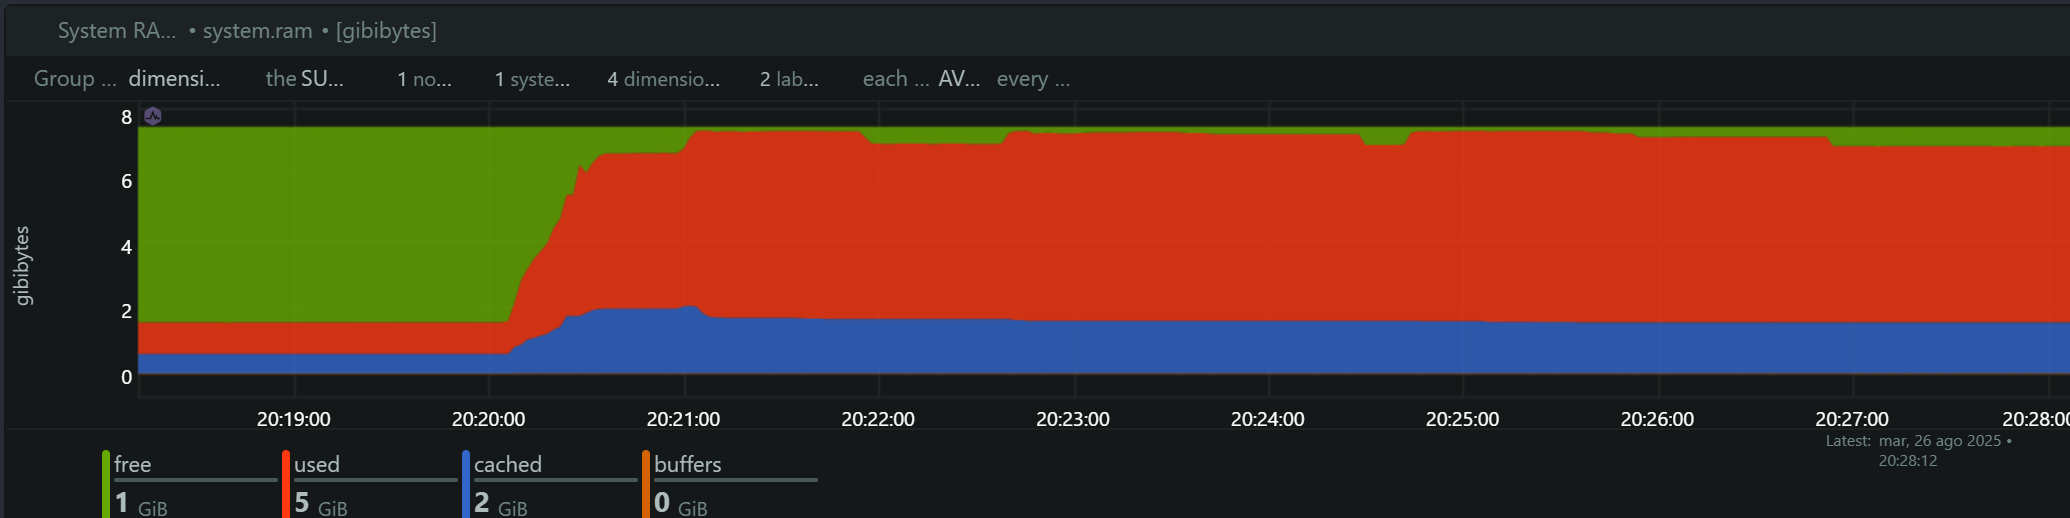 System RA... • system.ram • [gibibytes]
Group ... dimensi... the SU... 1 no... 1 syste... 4 dimensio... 2 lab... each ... AV... every ...
gibibytes
8
6
4
2
0
20:19:00 20:20:00 20:21:00 20:22:00 20:23:00 20:24:00 20:25:00 20:26:00 20:27:00 20:28:00
Latest: mar, 26 ago 2025 •
20:28:12
free used cached buffers
1 GiB 5 GiB 2 GiB 0 GiB